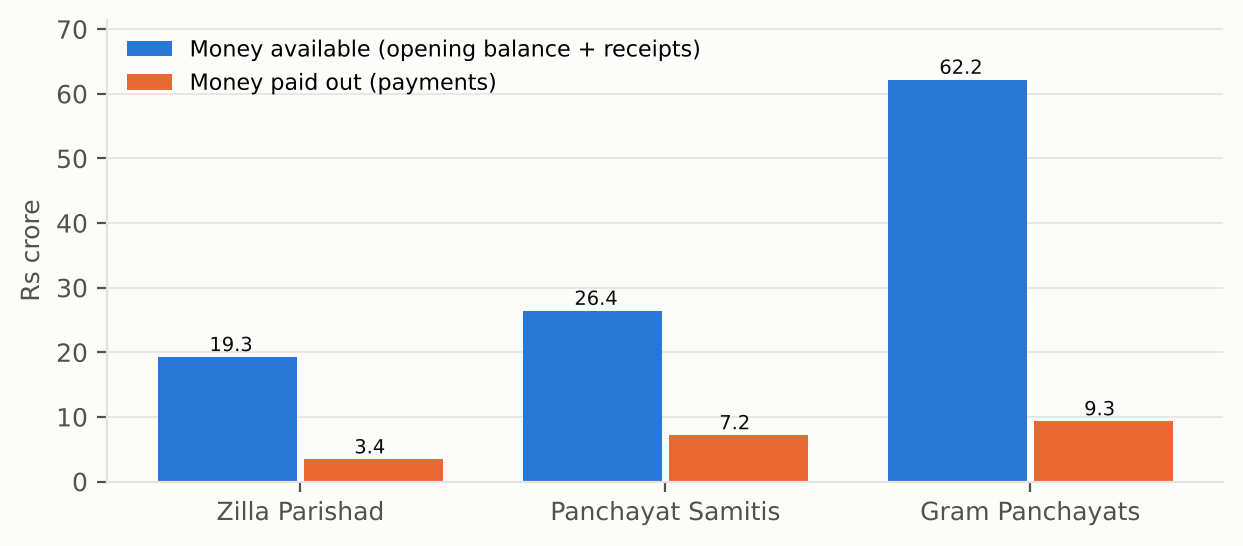 Money available (opening balance + receipts)
Money paid out (payments)
Rs crore
70
60
50
40
30
20
10
0
19.3
3.4
26.4
7.2
62.2
9.3
Zilla Parishad
Panchayat Samitis
Gram Panchayats